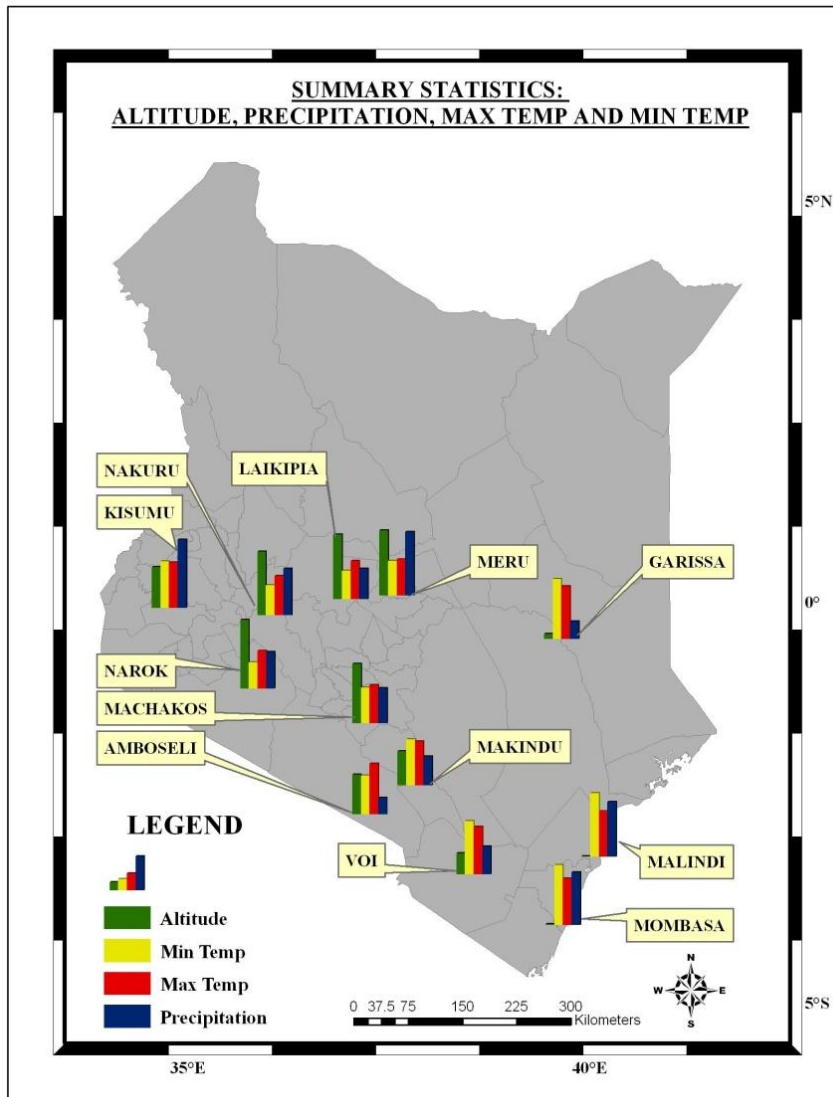 SUMMARY STATISTICS:
ALTITUDE, PRECIPITATION, MAX TEMP AND MIN TEMP
5°N
NAKURU
LAIKIPIA
KISUMU
MERU
GARISSA
0°
NAROK
MACHAKOS
AMBOSELI
MAKINDU
LEGEND
VOI
MALINDI
MOMBASA
Altitude
Min Temp
Max Temp
Precipitation
N
W E
S
0 37.5 75 150 225 300
Kilometers
5°S
35°E 40°E